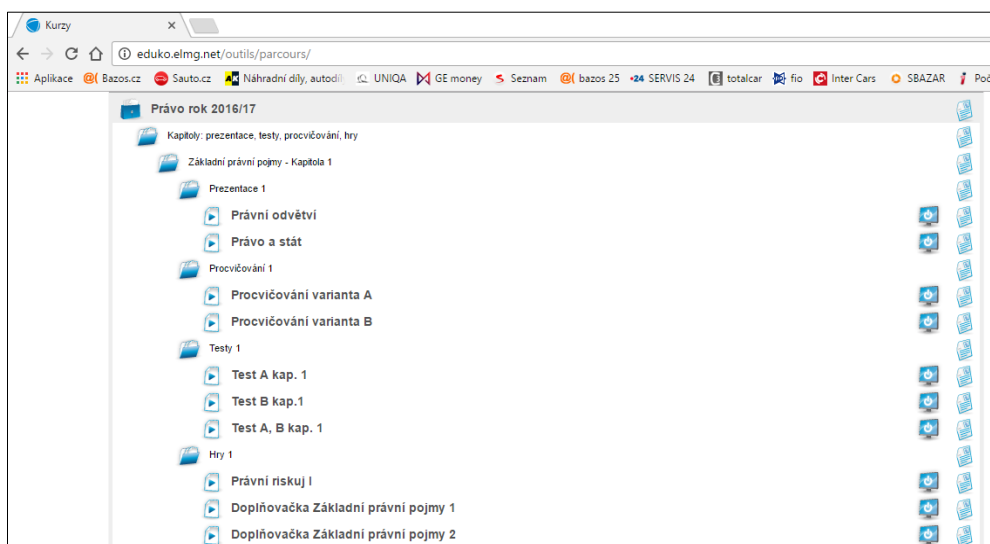 Kurzy
eduko.elmg.net/outils/parcours/
Aplikace Bazos.cz Sauto.cz Náhradní díly, autodíl UNIQA GE money Seznam bazos 25 SERVIS 24 totalcar fio Inter Cars SBAZAR Poč
Právo rok 2016/17
Kapitoly: prezentace, testy, procvičování, hry
Základní právní pojmy - Kapitola 1
Prezentace 1
Právní odvětví
Právo a stát
Procvičování 1
Procvičování varianta A
Procvičování varianta B
Testy 1
Test A kap. 1
Test B kap.1
Test A, B kap. 1
Hry 1
Právní riskuj I
Doplňovačka Základní právní pojmy 1
Doplňovačka Základní právní pojmy 2